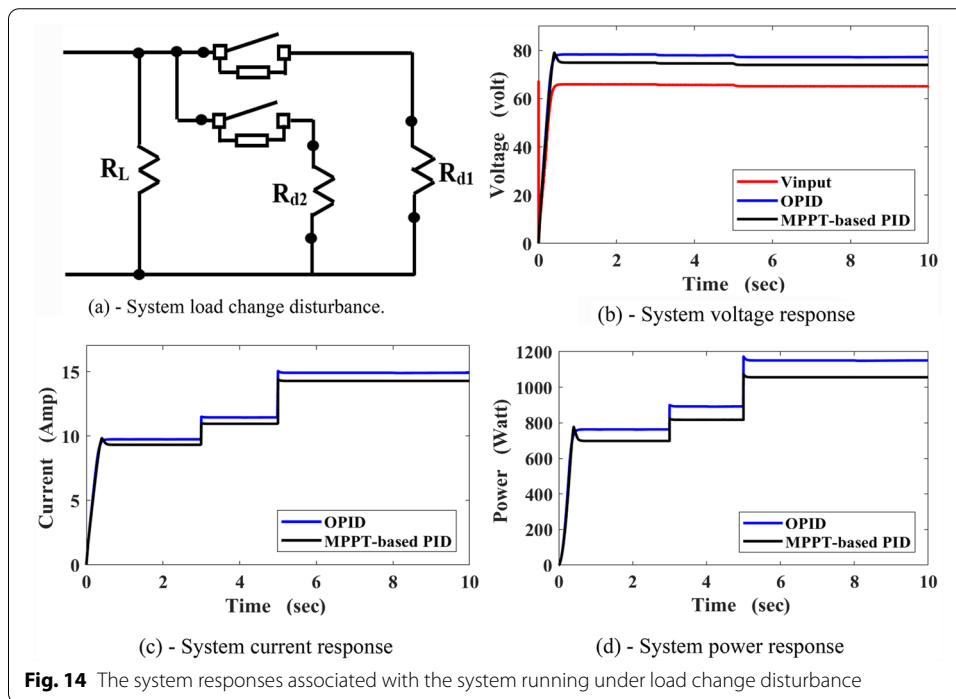 R_L
R_d2
R_d1
(a) - System load change disturbance.
Voltage (volt)
80
60
40
20
0
Vinput
OPID
MPPT-based PID
0 2 4 6 8 10
Time (sec)
(b) - System voltage response
Current (Amp)
15
10
5
0
OPID
MPPT-based PID
0 2 4 6 8 10
Time (sec)
(c) - System current response
Power (Watt)
1200
1000
800
600
400
200
0
OPID
MPPT-based PID
0 2 4 6 8 10
Time (sec)
(d) - System power response
Fig. 14 The system responses associated with the system running under load change disturbance